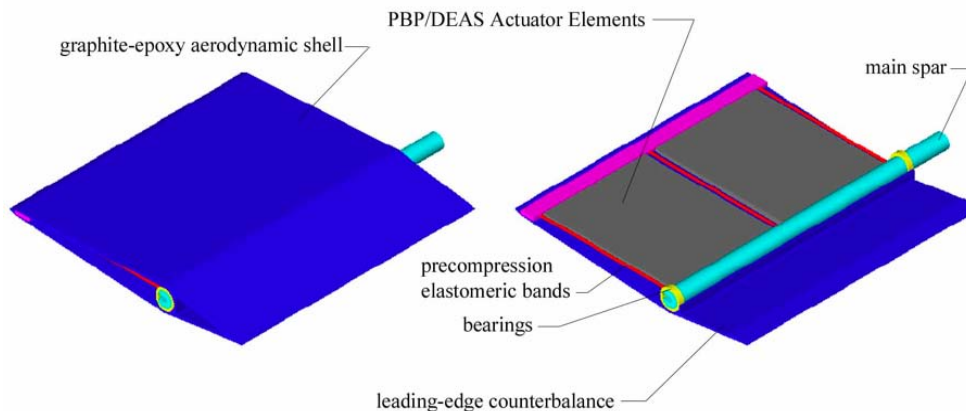 PBP/DEAS Actuator Elements
graphite-epoxy aerodynamic shell
main spar
precompression
elastomeric bands
bearings
leading-edge counterbalance